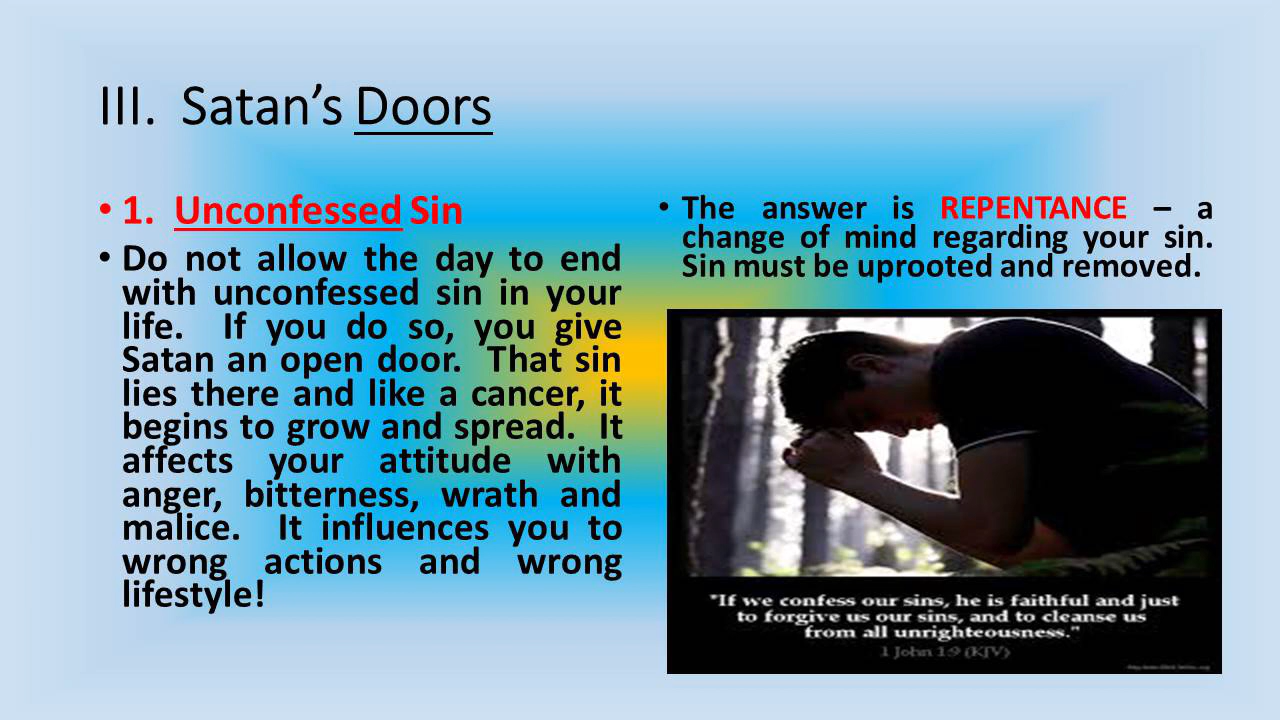 III. Satan’s Doors
• 1. Unconfessed Sin
• Do not allow the day to end
with unconfessed sin in your
life. If you do so, you give
Satan an open door. That sin
lies there and like a cancer, it
begins to grow and spread. It
affects your attitude with
anger, bitterness, wrath and
malice. It influences you to
wrong actions and wrong
lifestyle!
• The answer is REPENTANCE – a
change of mind regarding your sin.
Sin must be uprooted and removed.
"If we confess our sins, he is faithful and just
to forgive us our sins, and to cleanse us
from all unrighteousness."
1 John 1:9 (KJV)